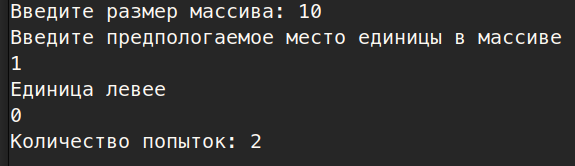 Введите размер массива: 10
Введите предпологаемое место единицы в массиве
1
Единица левее
0
Количество попыток: 2